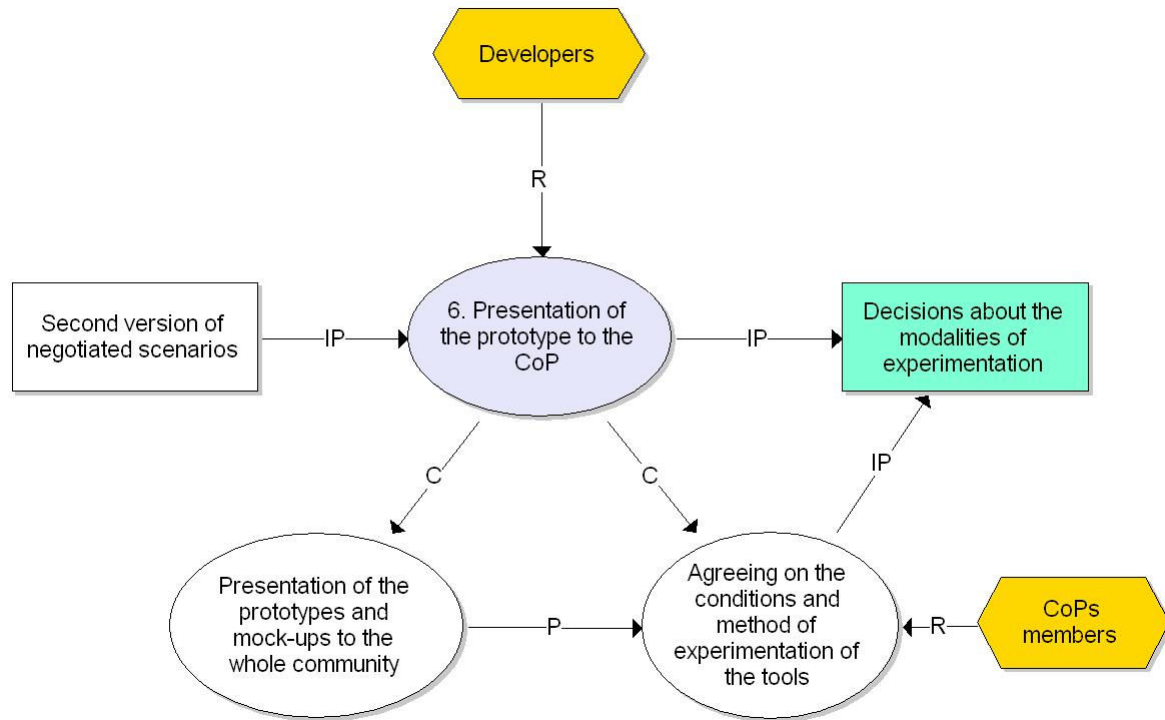 Developers
R
Second version of
negotiated scenarios
IP
6. Presentation of
the prototype to the
CoP
IP
Decisions about the
modalities of
experimentation
C
C
IP
Presentation of the
prototypes and
mock-ups to the
whole community
P
Agreeing on the
conditions and
method of
experimentation of
the tools
R
CoPs
members